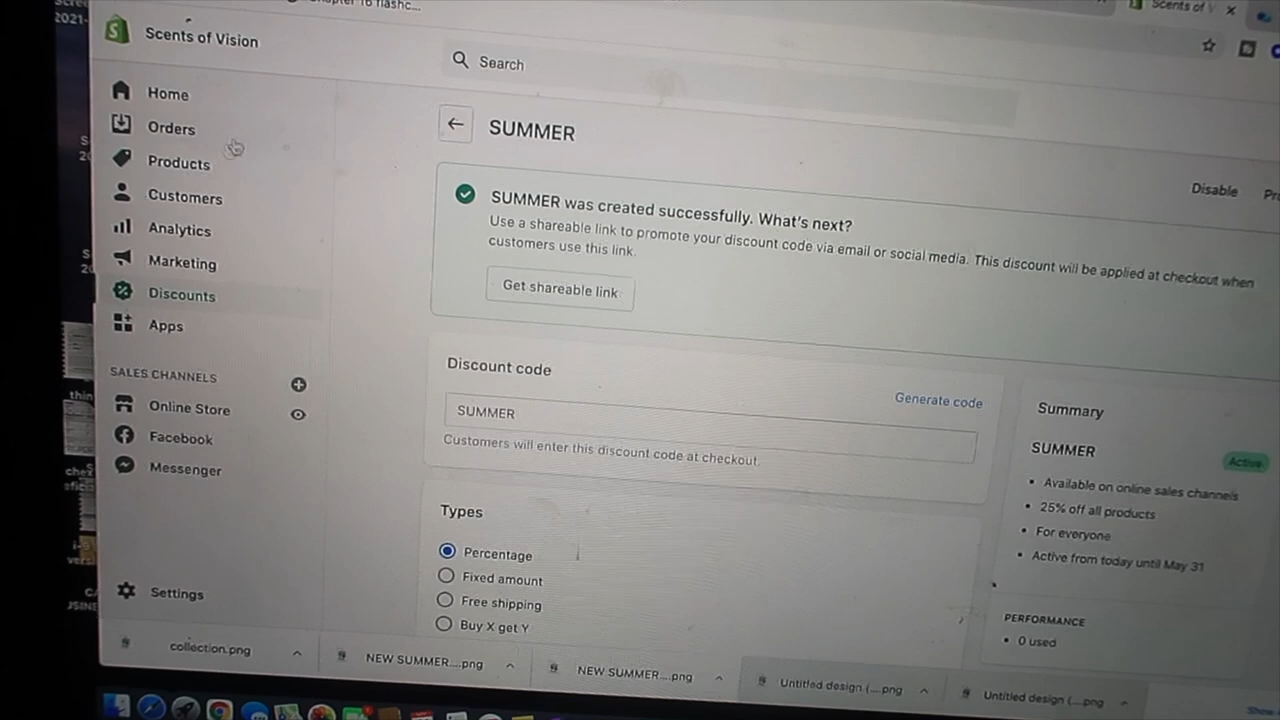 2021-
Scents of Vision
Scents of V
Search
Home
Orders
Products
Customers
Analytics
Marketing
Discounts
Apps
SALES CHANNELS
Online Store
Facebook
Messenger
Settings
SUMMER
Disable
SUMMER was created successfully. What's next?
Use a shareable link to promote your discount code via email or social media. This discount will be applied at checkout when
customers use this link.
Get shareable link
Discount code
Generate code
SUMMER
Customers will enter this discount code at checkout.
Types
Percentage
Fixed amount
Free shipping
Buy X get Y
Summary
SUMMER
Active
• Available on online sales channels
• 25% off all products
• For everyone
• Active from today until May 31
PERFORMANCE
• 0 used
collection.png
NEW SUMMER....png
NEW SUMMER....png
Untitled design (....png
Untitled design (....png